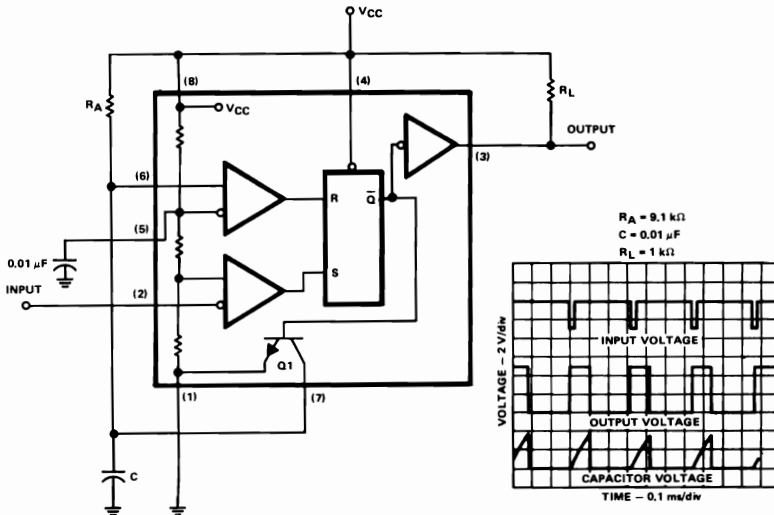 VCC
(8)
(4)
RL
RA
VCC
OUTPUT
(3)
(6)
R
Q
(5)
RA = 9.1 kΩ
C = 0.01 μF
RL = 1 kΩ
0.01 μF
S
INPUT
(2)
Q1
(1)
(7)
C
VOLTAGE – 2 V/div
INPUT VOLTAGE
OUTPUT VOLTAGE
CAPACITOR VOLTAGE
TIME – 0.1 ms/div